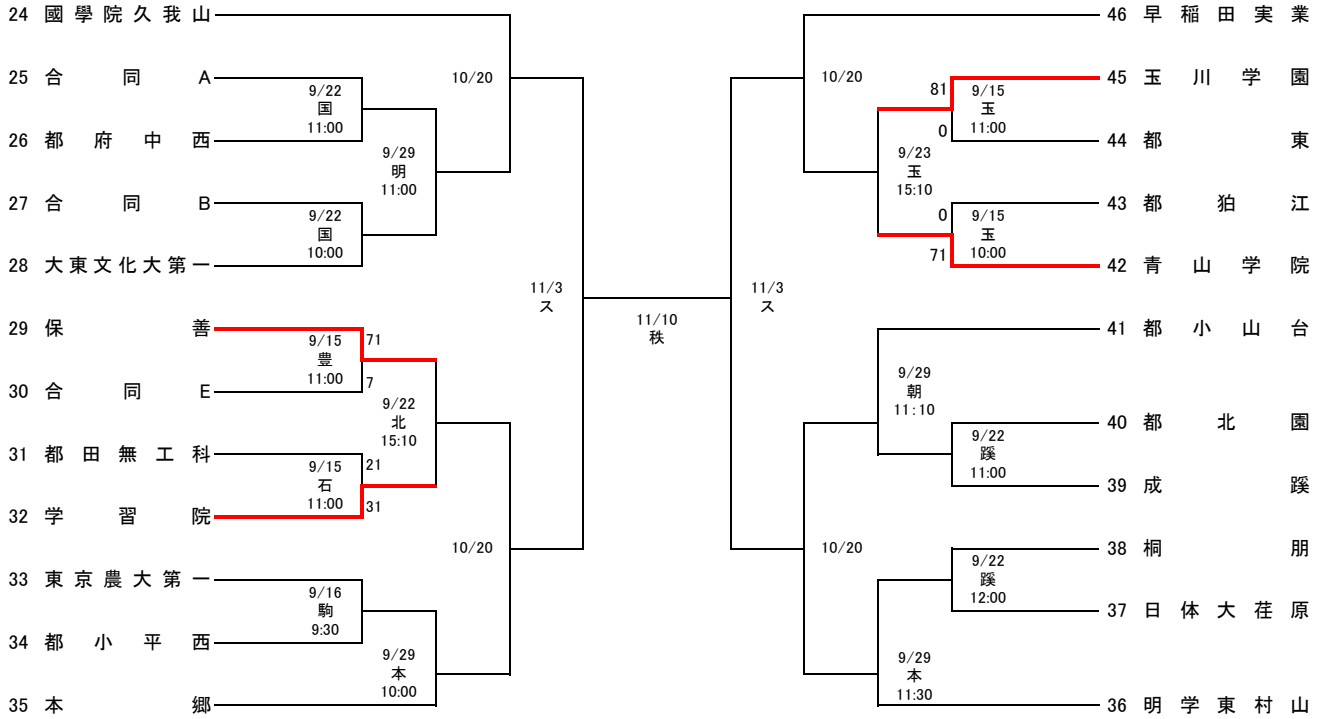 24 國學院久我山
25 合同A
26 都府中西
27 合同B
28 大東文化大第一
29 保善
30 合同E
31 都田無工科
32 学習院
33 東京農大第一
34 都小平西
35 本郷
9/22
国
11:00
9/22
国
10:00
9/15
豊
11:00
71
7
9/15
石
11:00
21
31
9/16
駒
9:30
9/29
明
11:00
9/22
北
15:10
9/29
本
10:00
10/20
10/20
11/3
ス
11/10
秩
11/3
ス
10/20
10/20
9/23
玉
15:10
9/29
朝
11:10
9/29
本
11:30
81
0
9/15
玉
11:00
0
71
9/15
玉
10:00
9/22
蹊
11:00
9/22
蹊
12:00
46 早稲田実業
45 玉川学園
44 都東
43 都狛江
42 青山学院
41 都小山台
40 都北園
39 成蹊
38 桐朋
37 日体大荏原
36 明学東村山